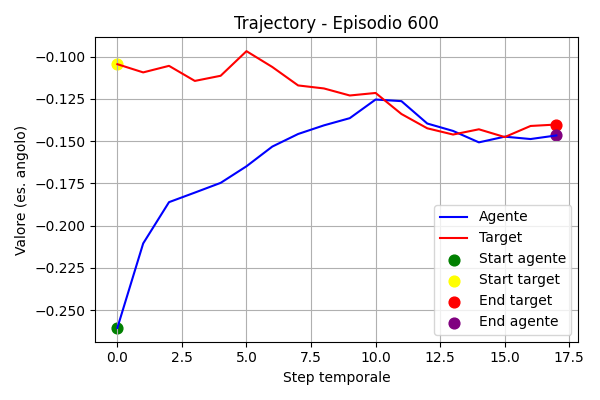 Trajectory - Episodio 600
Valore (es. angolo)
−0.100
−0.125
−0.150
−0.175
−0.200
−0.225
−0.250
Agente
Target
Start agente
Start target
End target
End agente
0.0 2.5 5.0 7.5 10.0 12.5 15.0 17.5
Step temporale